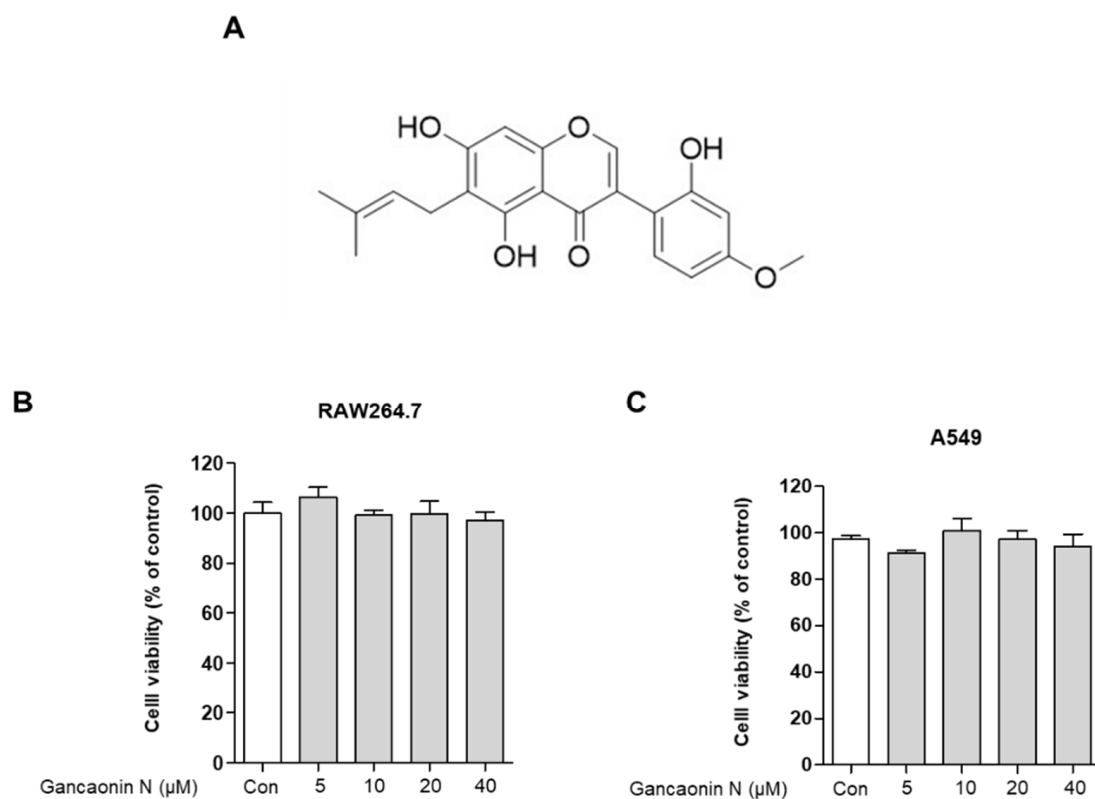 A
HO
O
OH
OH
O
O
B
RAW264.7
Celll viability (% of control)
120
100
80
60
40
20
0
Gancaonin N (µM)
Con 5 10 20 40
C
A549
Celll viability (% of control)
120
100
80
60
40
20
0
Gancaonin N (µM)
Con 5 10 20 40